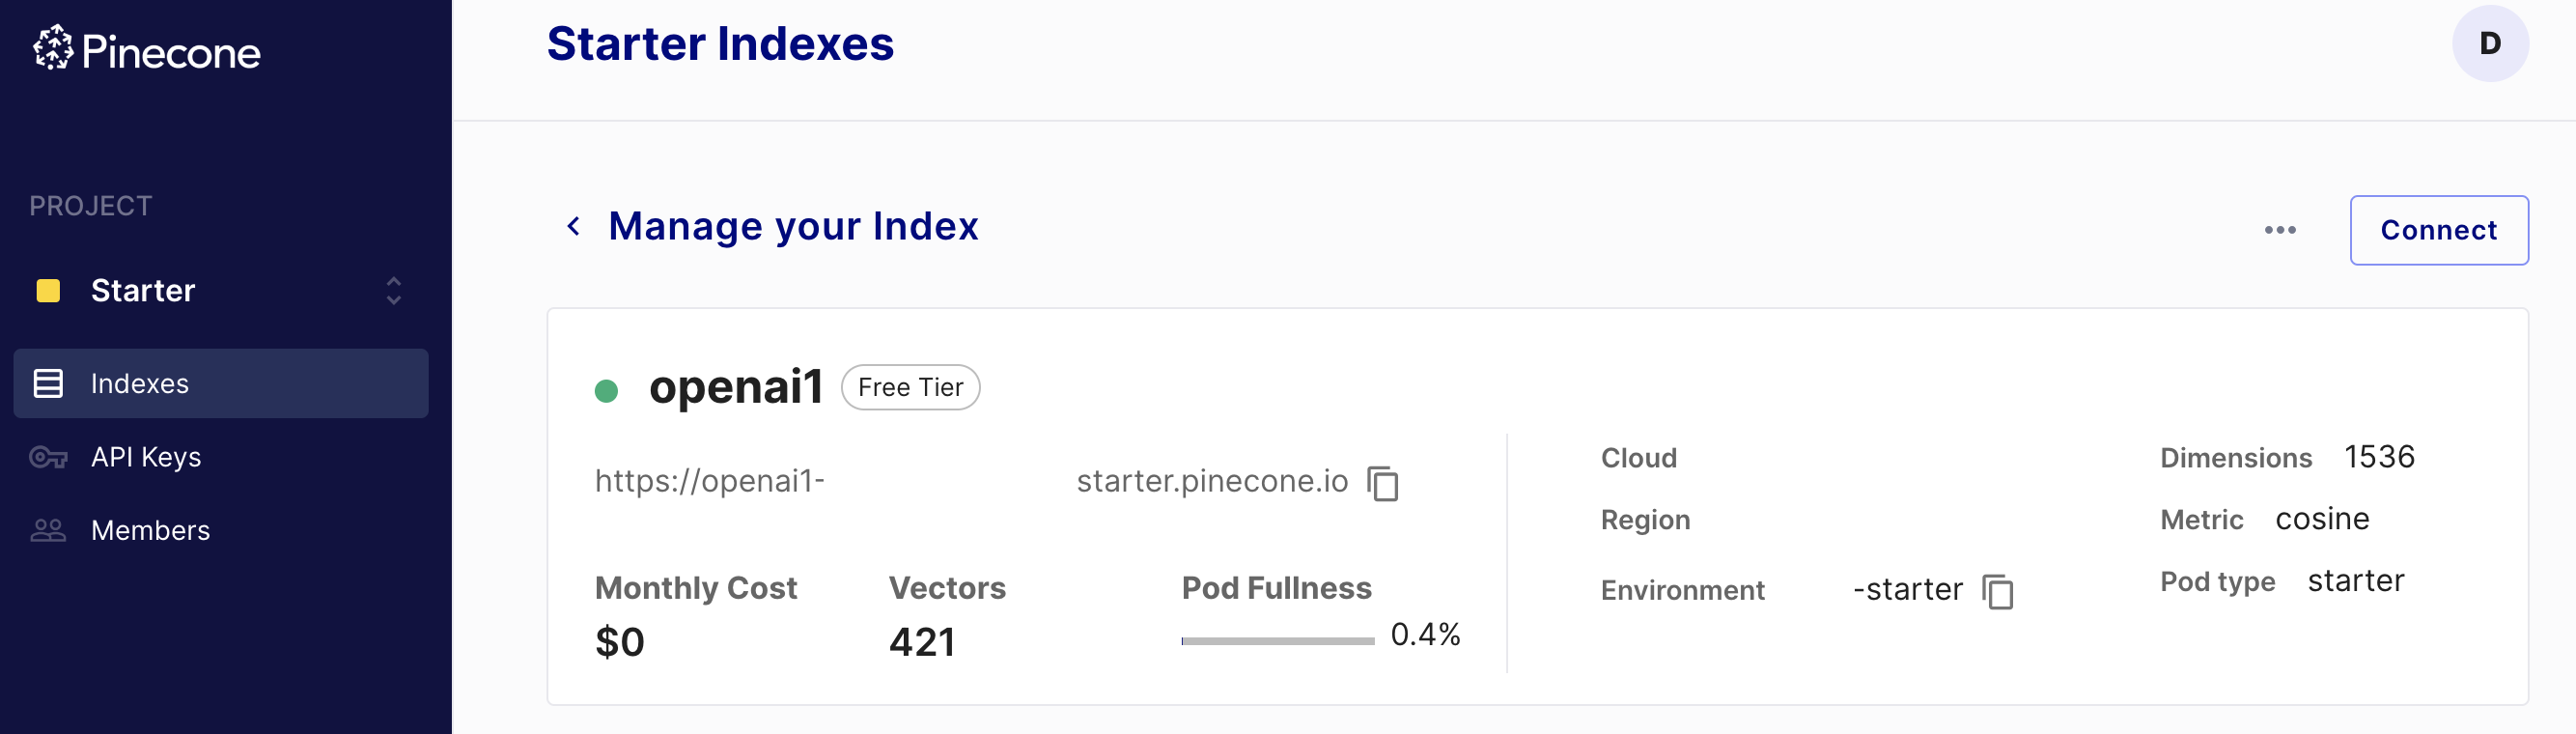 Pinecone
PROJECT
Starter
Indexes
API Keys
Members
Starter Indexes
D
Manage your Index
Connect
openai1 Free Tier
https://openai1- starter.pinecone.io
Monthly Cost Vectors Pod Fullness
$0 421 0.4%
Cloud
Region
Environment -starter
Dimensions 1536
Metric cosine
Pod type starter